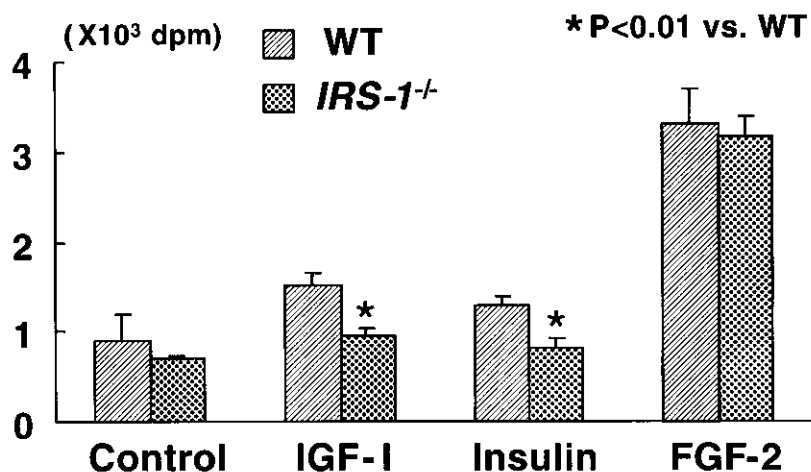 (X10³ dpm)
WT
*P<0.01 vs. WT
IRS-1-/-
4
3
2
1
0
*
*
Control IGF-I Insulin FGF-2